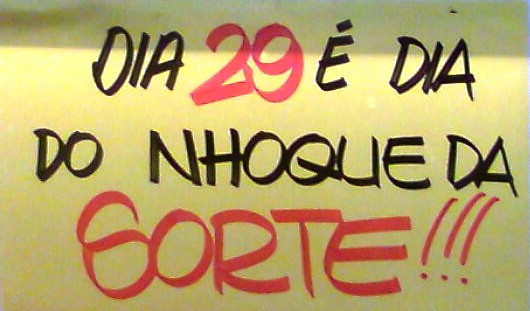 DIA 29 É DIA
DO NHOQUE DA
SORTE!!!